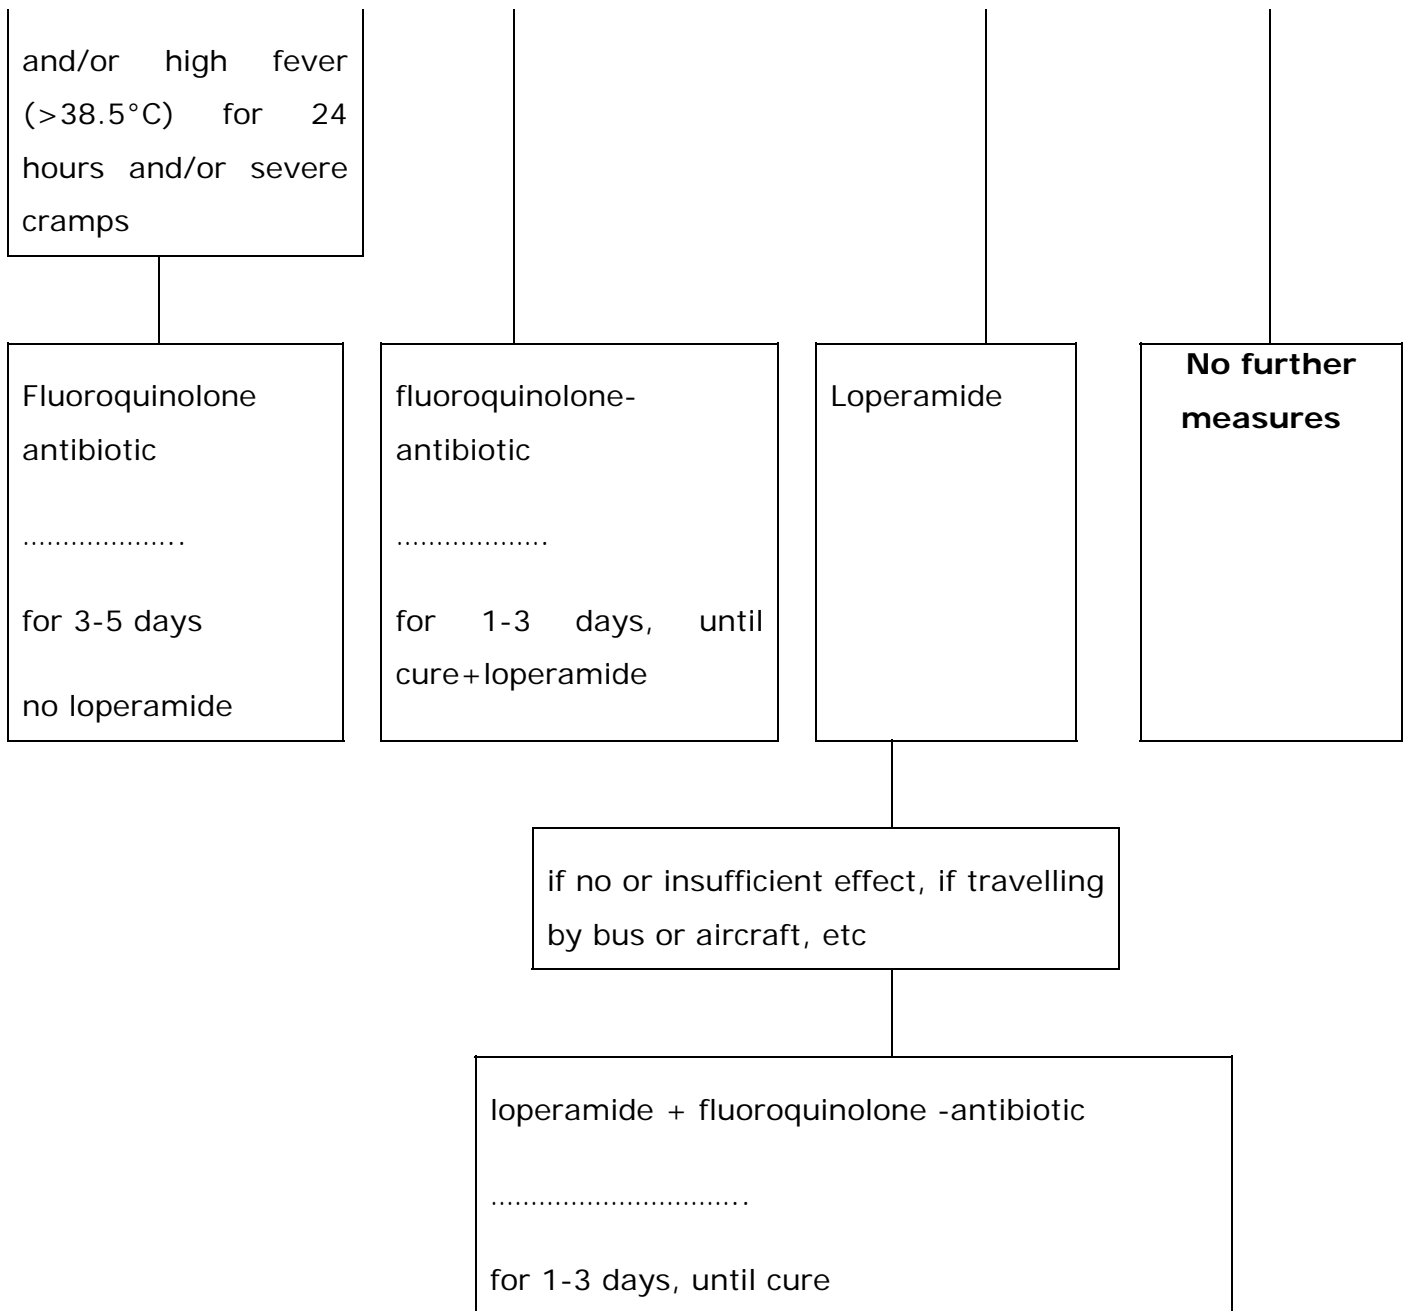 and/or high fever
(>38.5°C) for 24
hours and/or severe
cramps
Fluoroquinolone
antibiotic
....................
for 3-5 days
no loperamide
fluoroquinolone-
antibiotic
...................
for 1-3 days, until
cure+loperamide
Loperamide
No further
measures
if no or insufficient effect, if travelling
by bus or aircraft, etc
loperamide + fluoroquinolone -antibiotic
................................
for 1-3 days, until cure